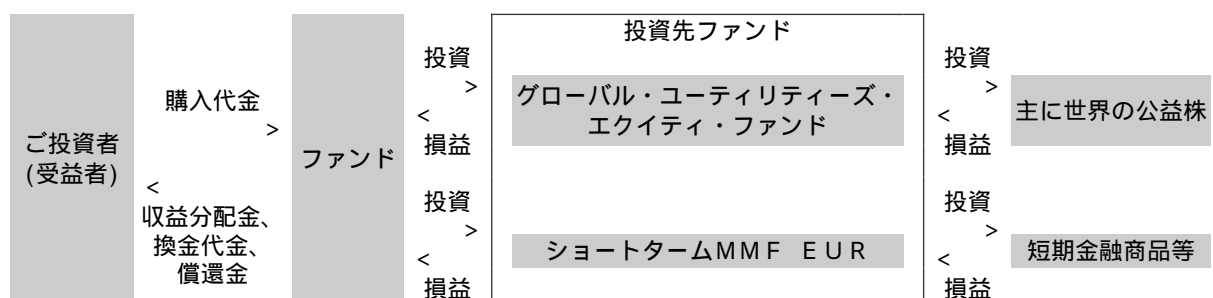 ご投資者
(受益者)
購入代金
>
<
収益分配金、
換金代金、
償還金
ファンド
投資
>
<
損益
投資
>
<
損益
投資先ファンド
グローバル・ユーティリティーズ・
エクイティ・ファンド
ショートタームＭＭＦ ＥＵＲ
投資
>
<
損益
投資
>
<
損益
主に世界の公益株
短期金融商品等